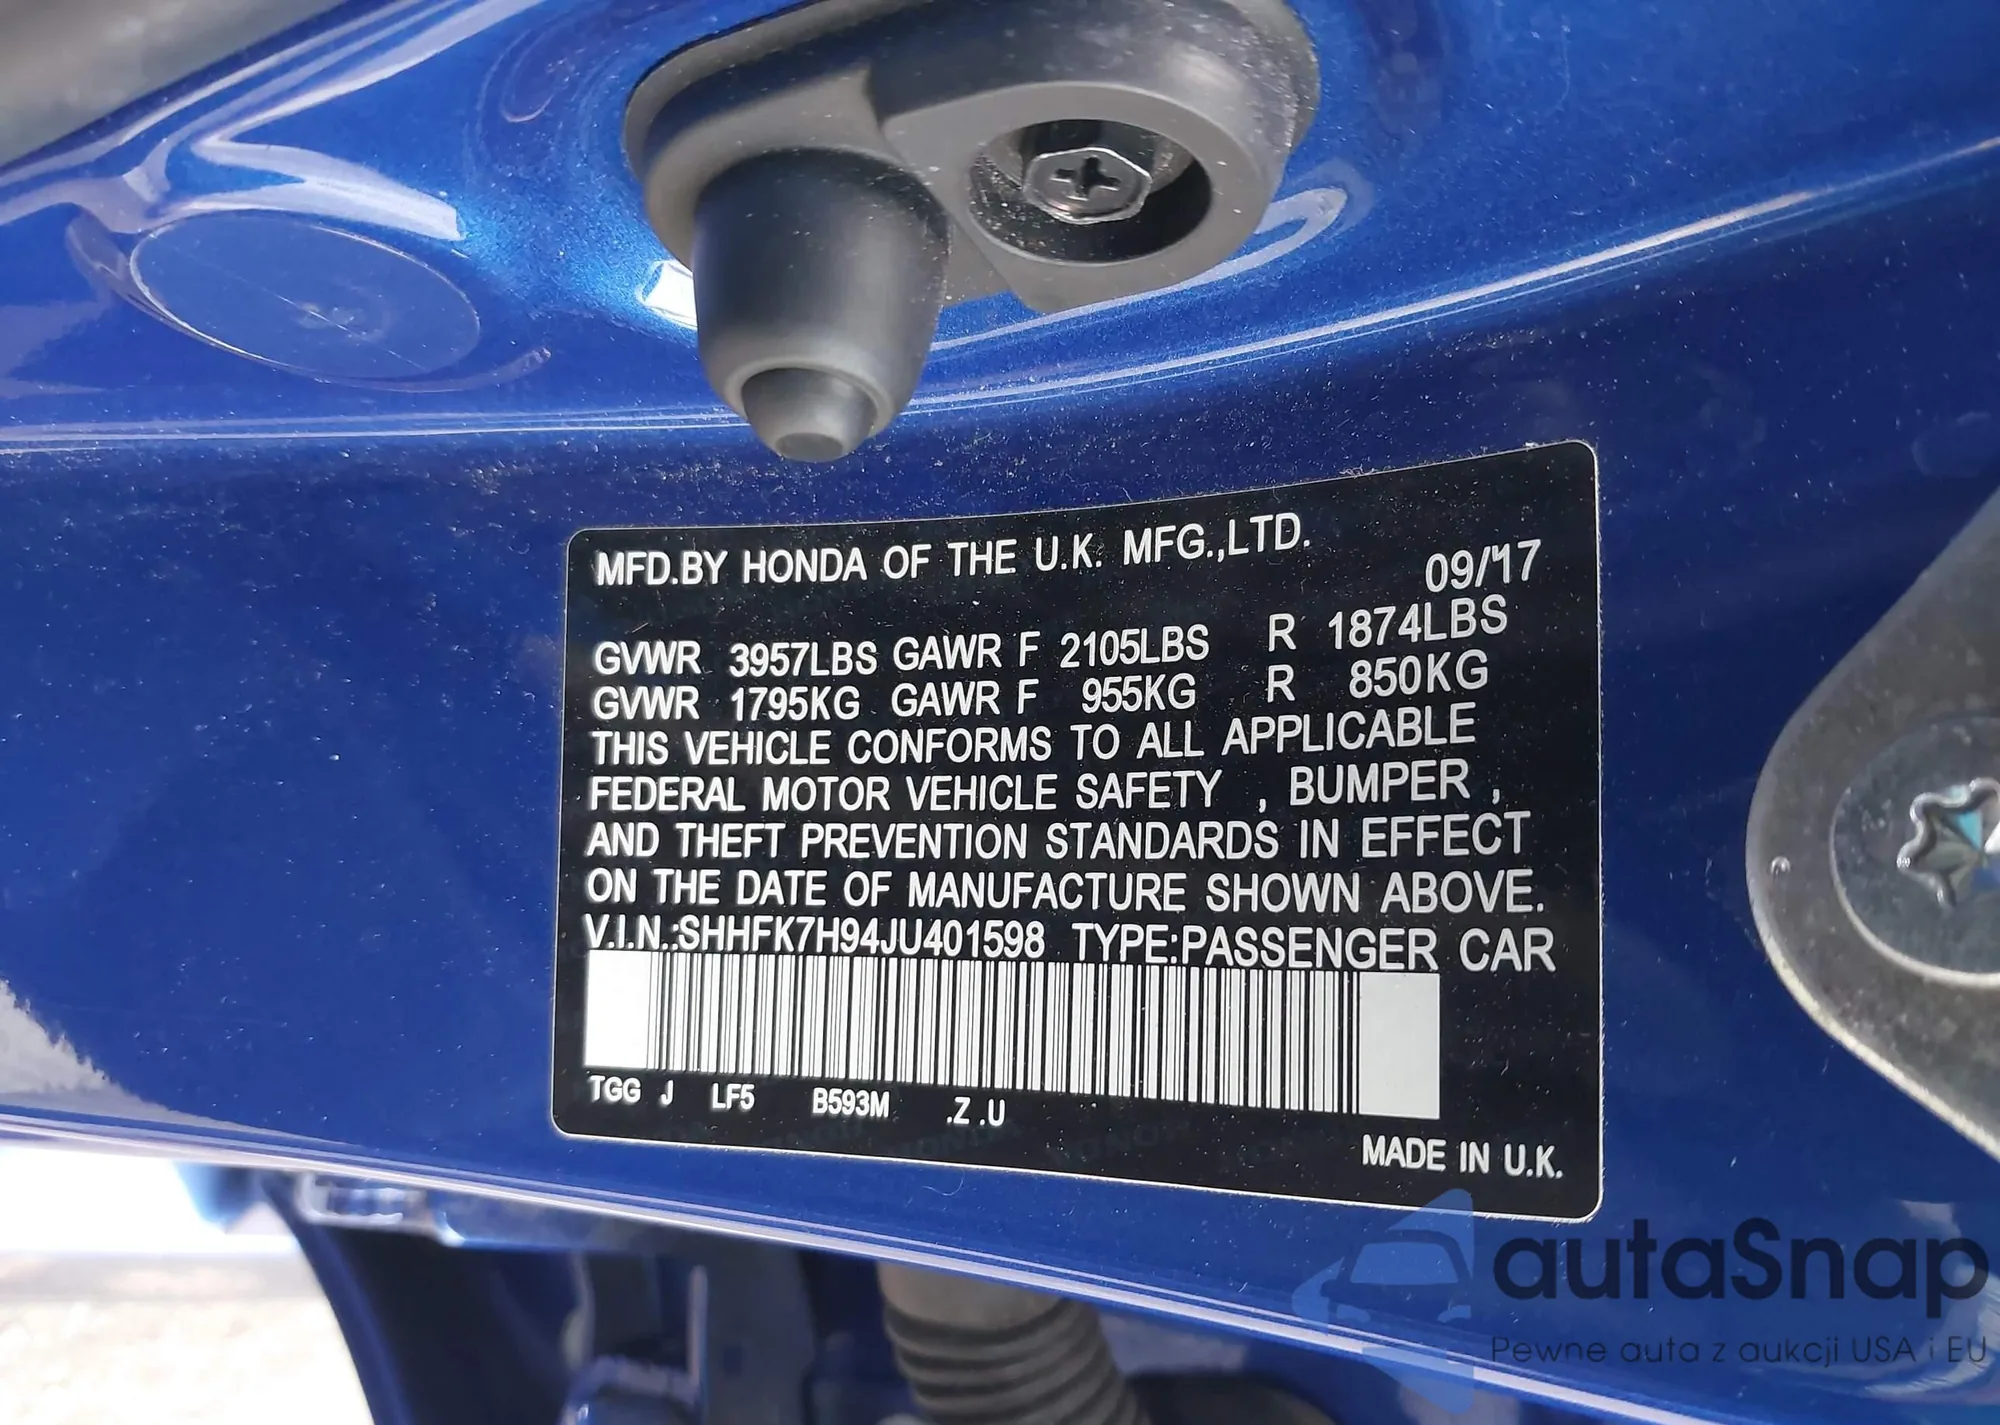 MFD.BY HONDA OF THE U.K. MFG.,LTD.
09/'17
GVWR 3957LBS GAWR F 2105LBS R 1874LBS
GVWR 1795KG GAWR F 955KG R 850KG
THIS VEHICLE CONFORMS TO ALL APPLICABLE
FEDERAL MOTOR VEHICLE SAFETY , BUMPER ,
AND THEFT PREVENTION STANDARDS IN EFFECT
ON THE DATE OF MANUFACTURE SHOWN ABOVE.
V.I.N.:SHHFK7H94JU401598 TYPE:PASSENGER CAR
TGG J LF5 B593M .Z .U
MADE IN U.K.
autaSnap
Pewne auta z aukcji USA i EU